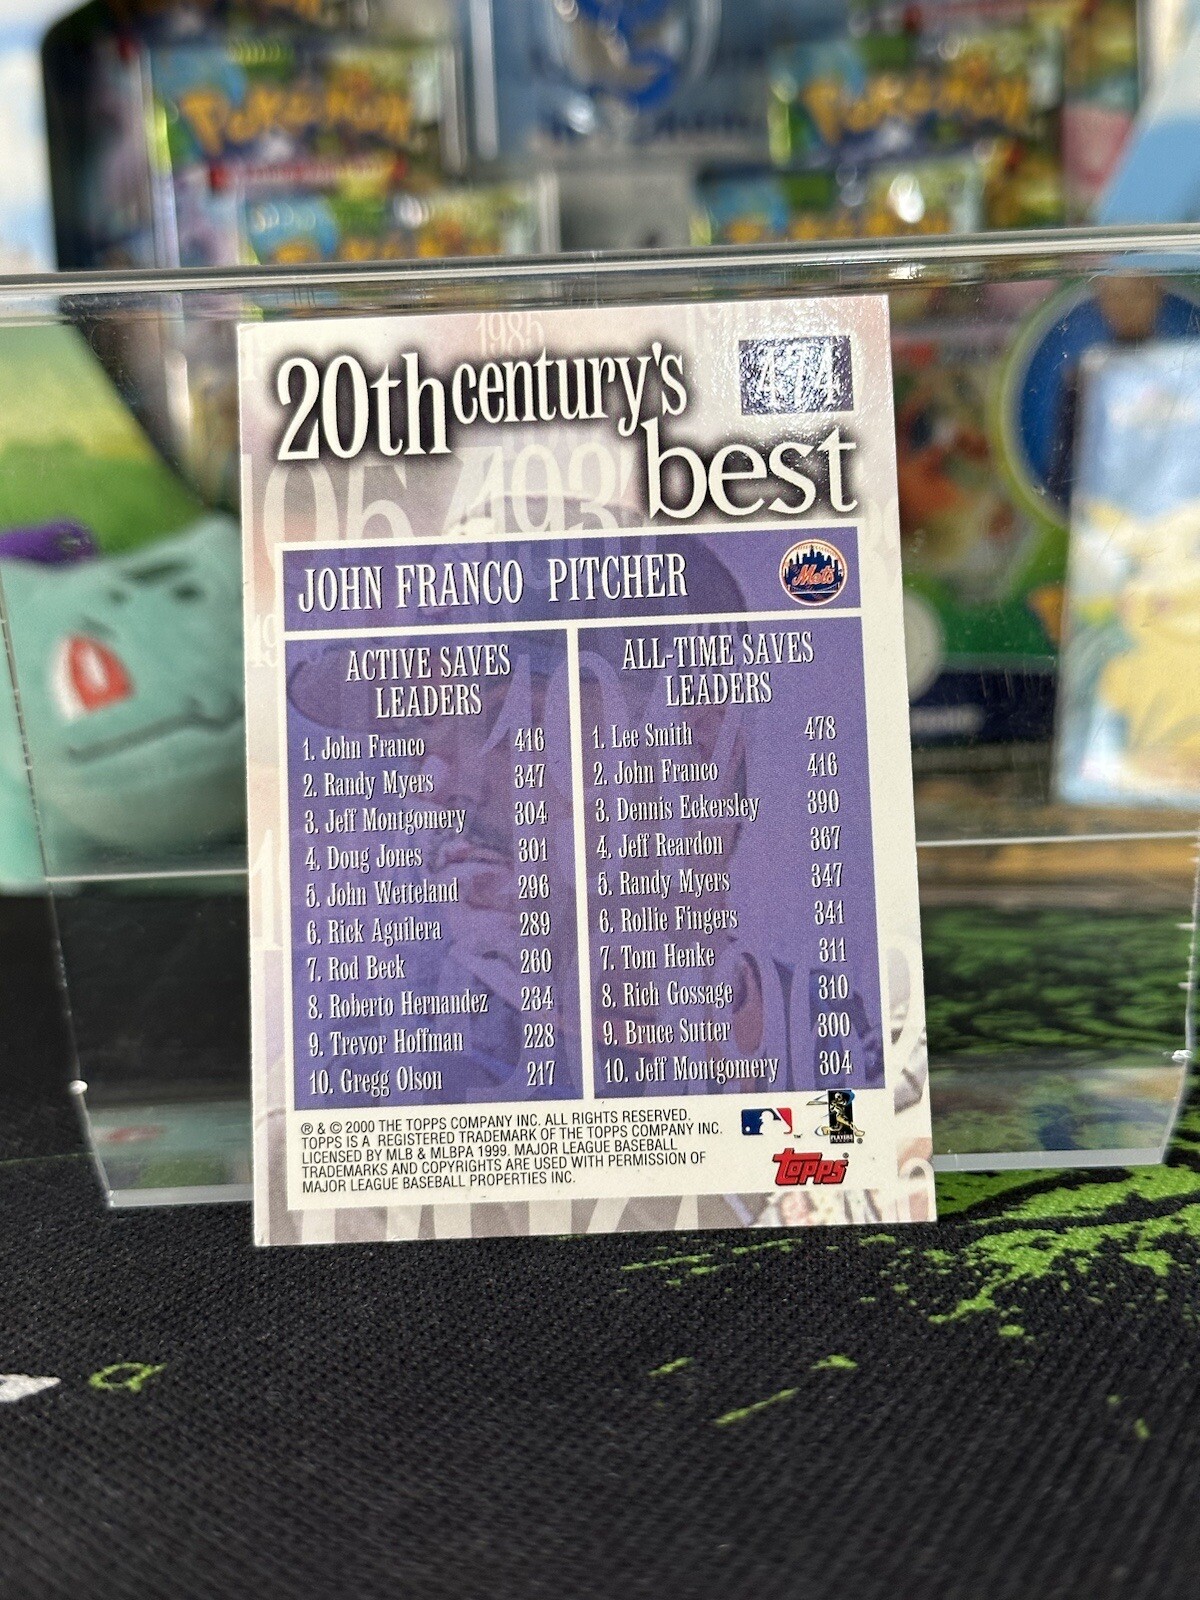 Pokémon
Pokémon
1985
20th century's
best
474
JOHN FRANCO PITCHER
Mets
ACTIVE SAVES
LEADERS
1. John Franco 416
2. Randy Myers 347
3. Jeff Montgomery 304
4. Doug Jones 301
5. John Wetteland 296
6. Rick Aguilera 289
7. Rod Beck 260
8. Roberto Hernandez 234
9. Trevor Hoffman 228
10. Gregg Olson 217
ALL-TIME SAVES
LEADERS
1. Lee Smith 478
2. John Franco 416
3. Dennis Eckersley 390
4. Jeff Reardon 367
5. Randy Myers 347
6. Rollie Fingers 341
7. Tom Henke 311
8. Rich Gossage 310
9. Bruce Sutter 300
10. Jeff Montgomery 304
® & © 2000 THE TOPPS COMPANY INC. ALL RIGHTS RESERVED.
TOPPS IS A REGISTERED TRADEMARK OF THE TOPPS COMPANY INC.
LICENSED BY MLB & MLBPA 1999. MAJOR LEAGUE BASEBALL
TRADEMARKS AND COPYRIGHTS ARE USED WITH PERMISSION OF
MAJOR LEAGUE BASEBALL PROPERTIES INC.
PLAYERS
topps